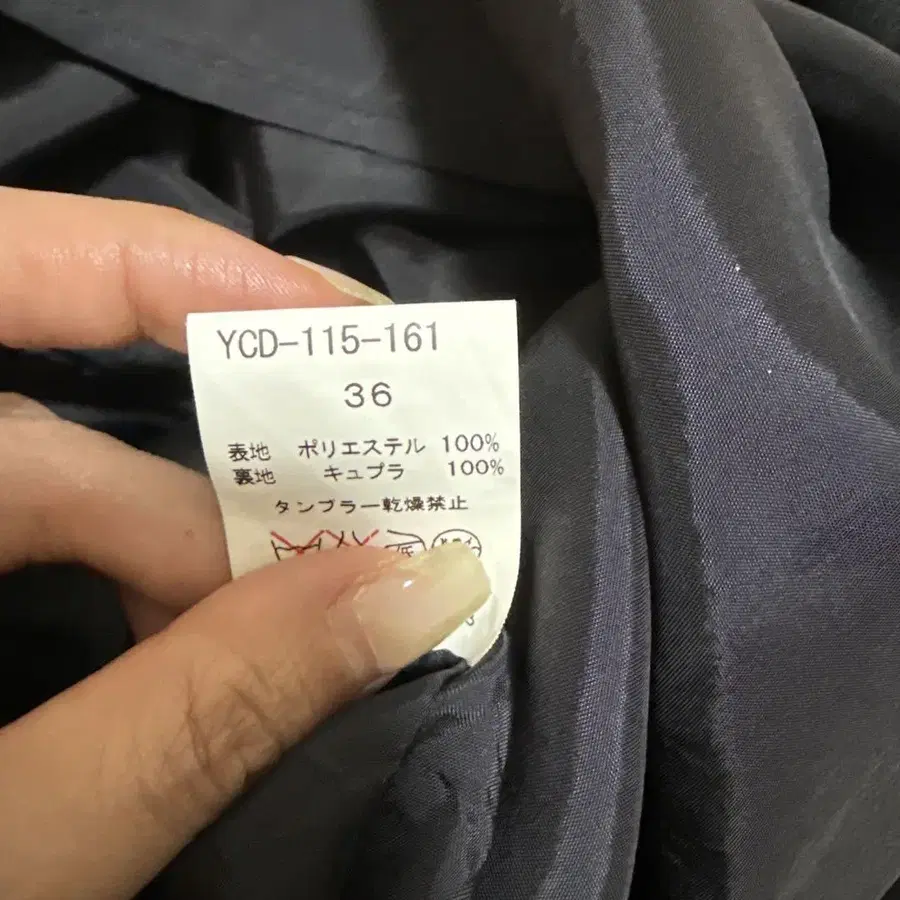 YCD-115-161
36
表地 ポリエステル 100%
裏地 キュプラ 100%
タンブラー乾燥禁止
低